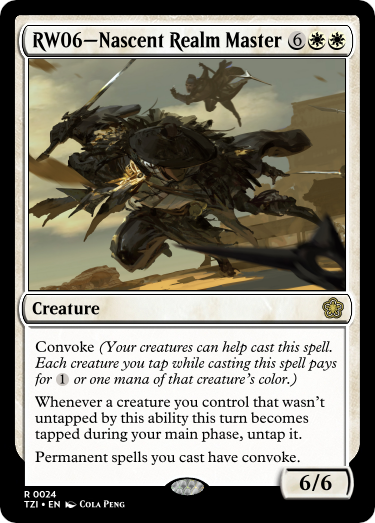 RW06—Nascent Realm Master 6
Creature
Convoke (Your creatures can help cast this spell.
Each creature you tap while casting this spell pays
for 1 or one mana of that creature's color.)
Whenever a creature you control that wasn't
untapped by this ability this turn becomes
tapped during your main phase, untap it.
Permanent spells you cast have convoke.
6/6
R 0024
TZI • EN Cola Peng